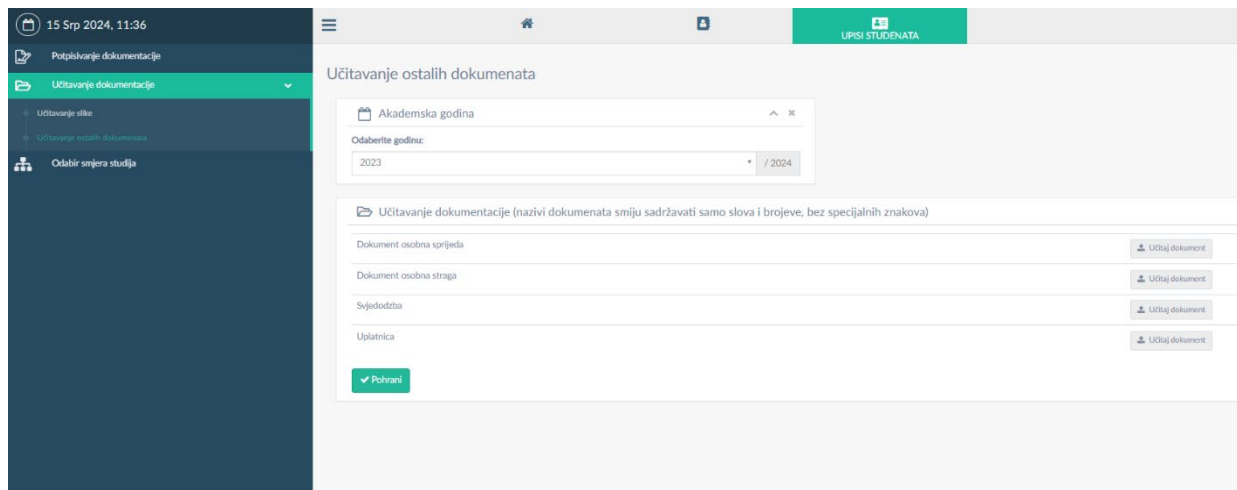 15 Srp 2024, 11:36
UPISI STUDENATA
Potpisivanje dokumentacije
Učitavanje dokumentacije
Učitavanje slike
Učitavanje ostalih dokumenata
Odabir smjera studija
Učitavanje ostalih dokumenata
Akademska godina
Odaberite godinu:
2023 / 2024
Učitavanje dokumentacije (nazivi dokumenata smiju sadržavati samo slova i brojeve, bez specijalnih znakova)
Dokument osobna sprijeda Učitaj dokument
Dokument osobna straga Učitaj dokument
Svjedodzba Učitaj dokument
Uplatnica Učitaj dokument
Pohrani